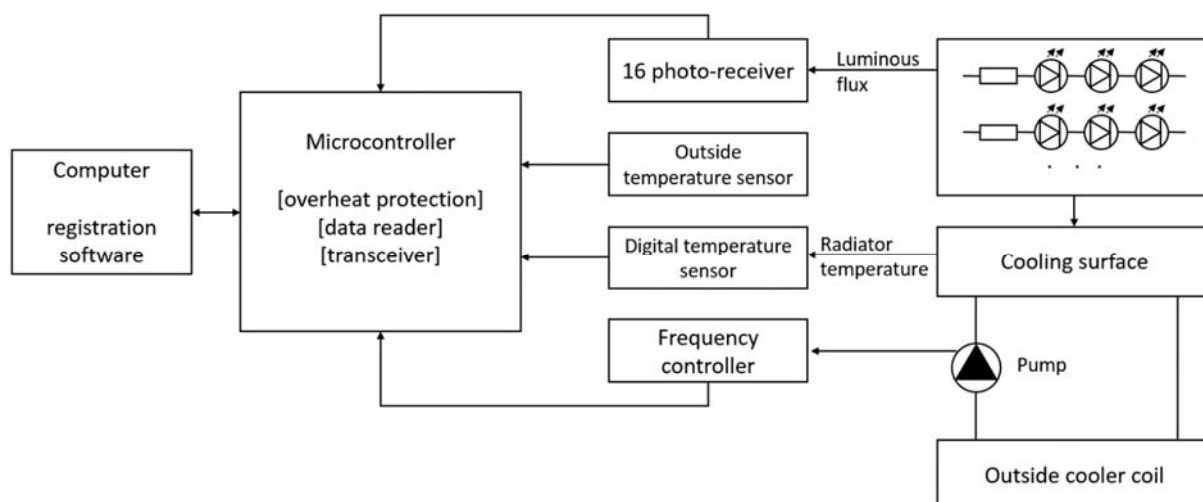 Computer
registration
software
Microcontroller
[overheat protection]
[data reader]
[transceiver]
16 photo-receiver
Luminous
flux
Outside
temperature sensor
Digital temperature
sensor
Radiator
temperature
Frequency
controller
. . .
Cooling surface
Pump
Outside cooler coil